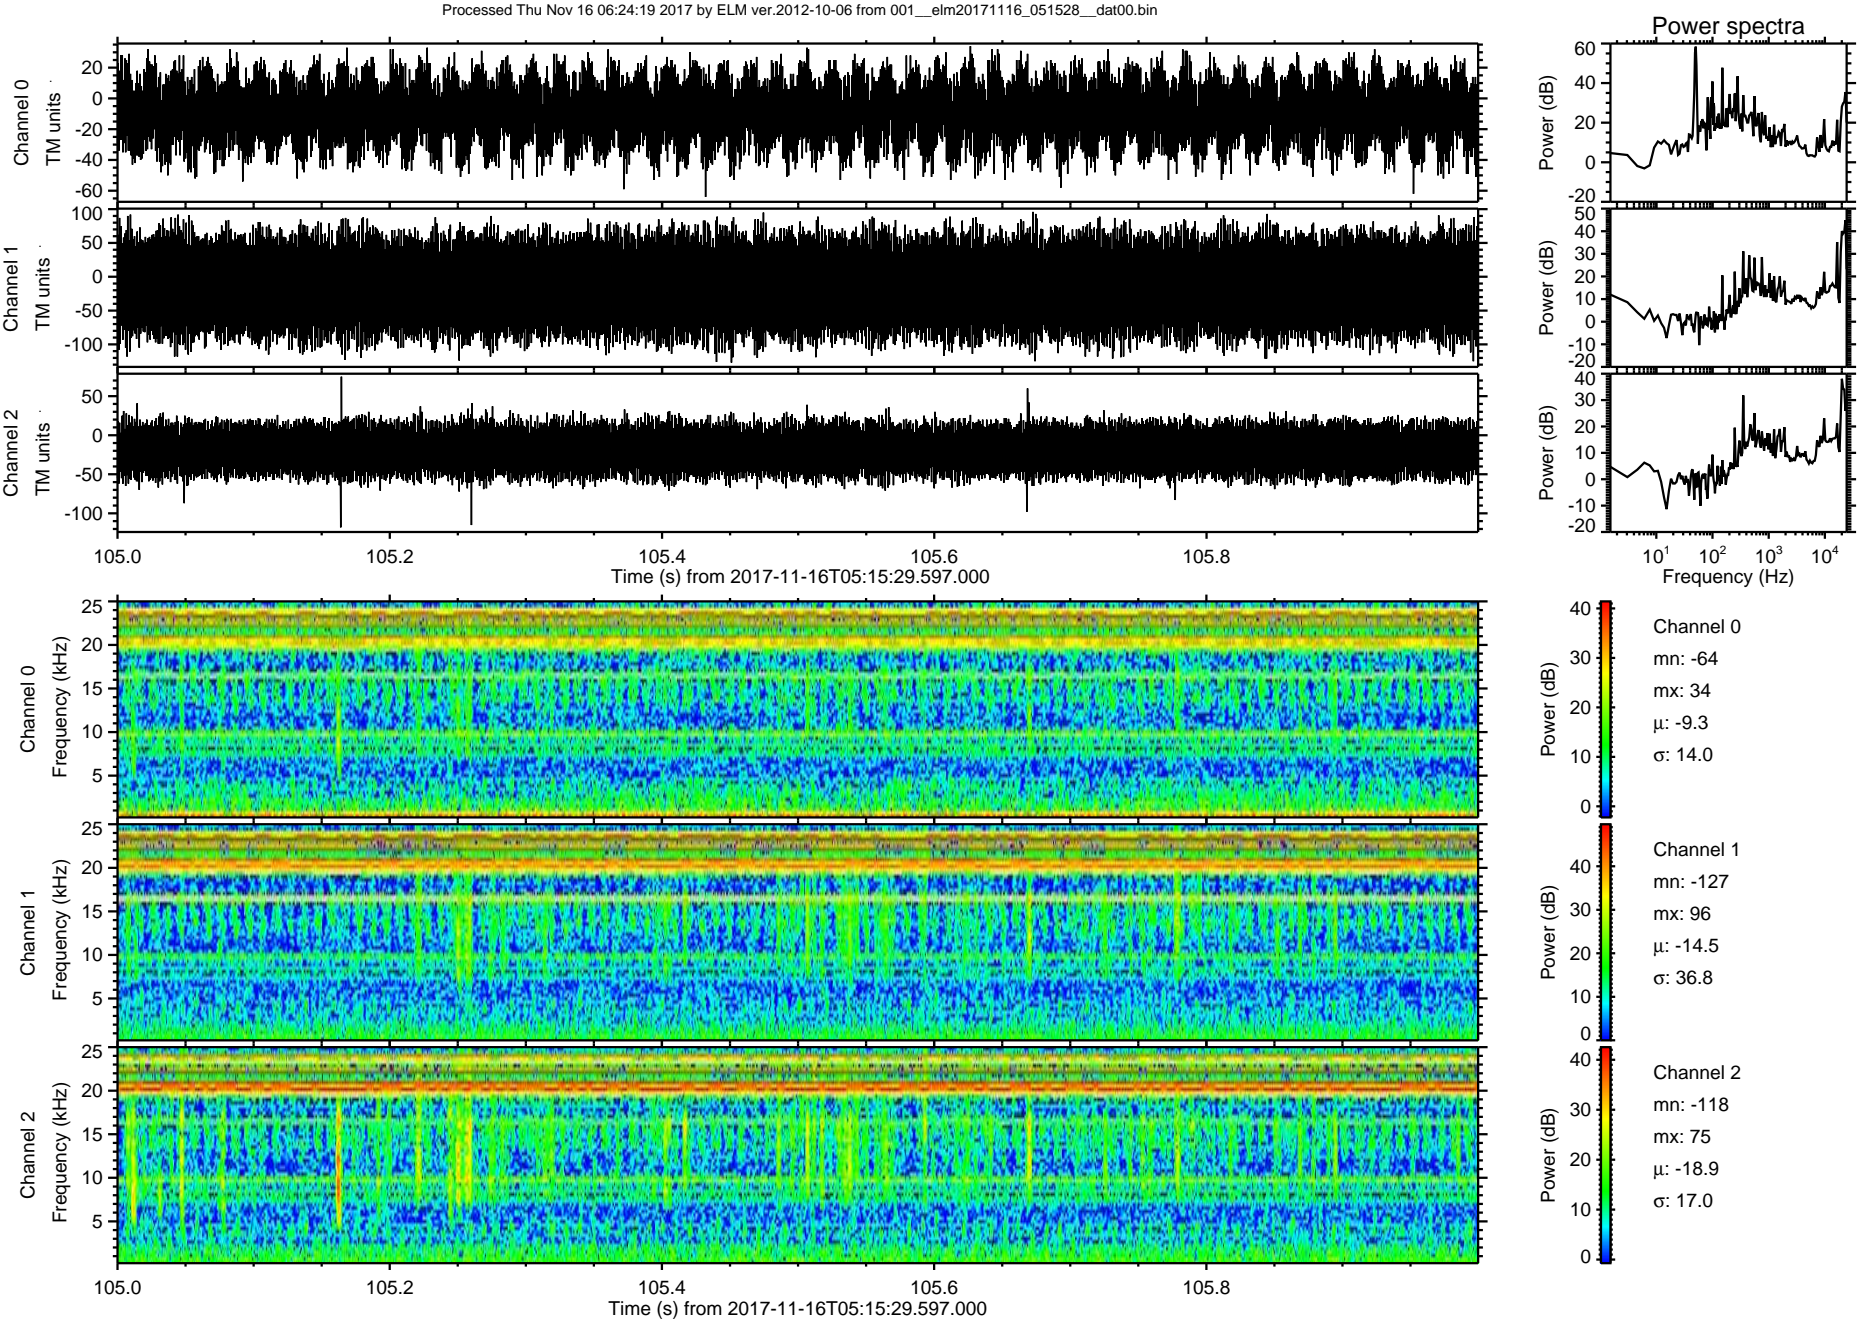 Processed Thu Nov 16 06:24:19 2017 by ELM ver.2012-10-06 from 001__elm20171116_051528__dat00.bin
Power spectra
Channel 0
TM units
20
0
-20
-40
-60
Power (dB)
60
40
20
0
-20
Channel 1
TM units
100
50
0
-50
-100
Power (dB)
50
40
30
20
10
0
-10
-20
Channel 2
TM units
50
0
-50
-100
Power (dB)
40
30
20
10
0
-10
-20
105.0 105.2 105.4 105.6 105.8
Time (s) from 2017-11-16T05:15:29.597.000
10¹ 10² 10³ 10⁴
Frequency (Hz)
Channel 0
Frequency (kHz)
25
20
15
10
5
Power (dB)
40
30
20
10
0
Channel 0
mn: -64
mx: 34
μ: -9.3
σ: 14.0
Channel 1
Frequency (kHz)
25
20
15
10
5
Power (dB)
40
30
20
10
0
Channel 1
mn: -127
mx: 96
μ: -14.5
σ: 36.8
Channel 2
Frequency (kHz)
25
20
15
10
5
Power (dB)
40
30
20
10
0
Channel 2
mn: -118
mx: 75
μ: -18.9
σ: 17.0
105.0 105.2 105.4 105.6 105.8
Time (s) from 2017-11-16T05:15:29.597.000